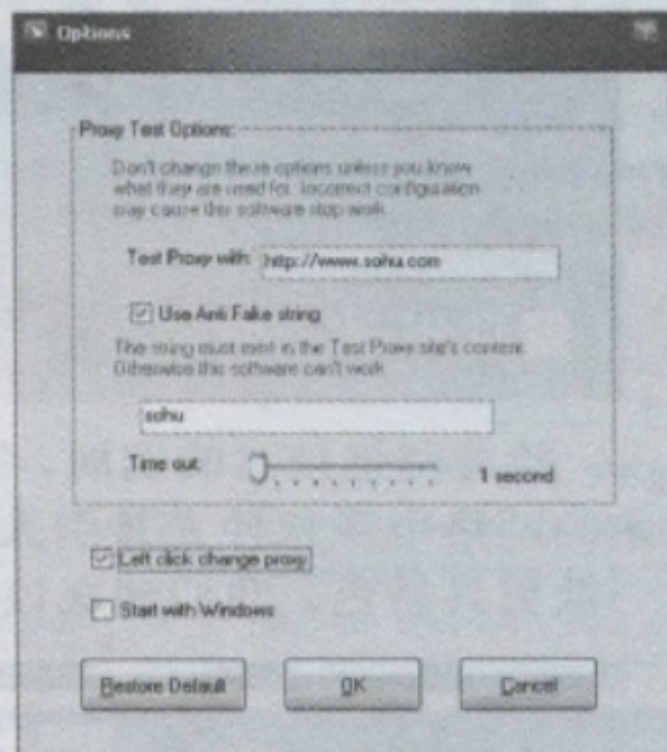 Options
Proxy Test Options:
Don't change these options unless you know
what they are used for. Incorrect configuration
may cause this software stop work.
Test Proxy with: http://www.sohu.com
Use Anti Fake string
The string must exist in the Test Proxy site's content.
Otherwise this software can't work.
sohu
Time out: 1 second
Left click change proxy
Start with Windows
Restore Default OK Cancel